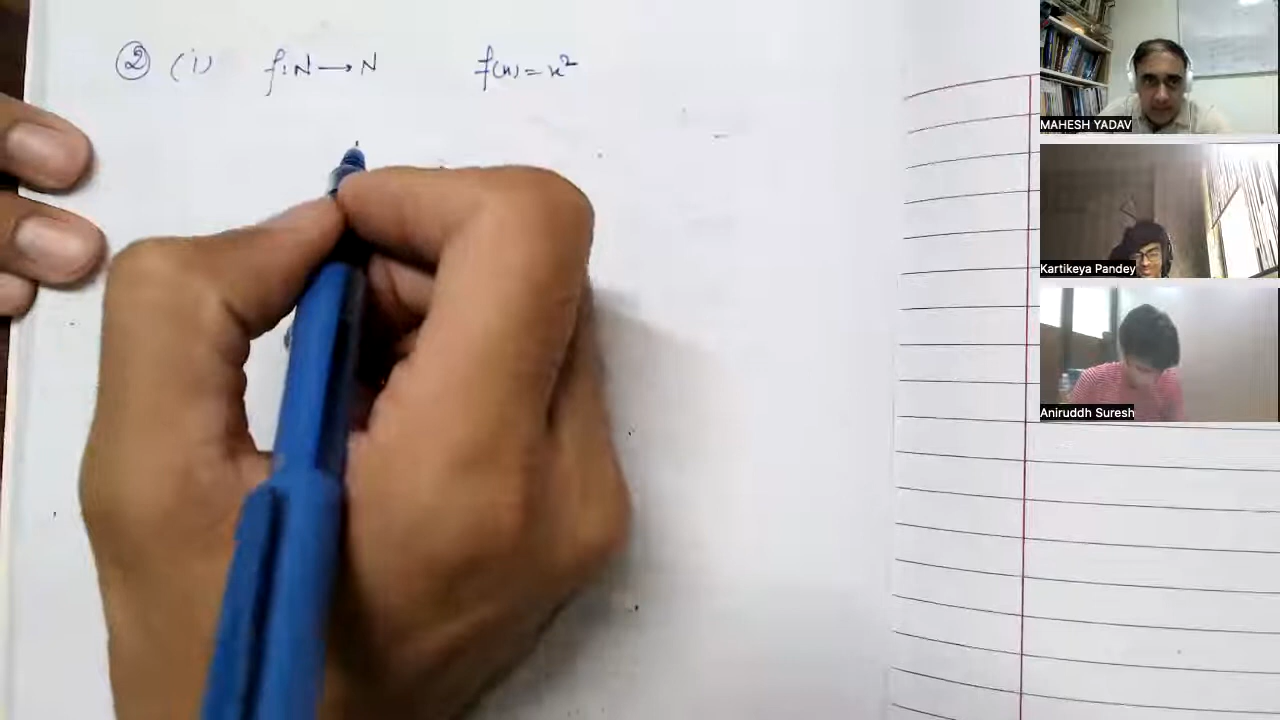 ② (i) f:N→N f(x)=x²
MAHESH YADAV
Kartikeya Pandey
Aniruddh Suresh